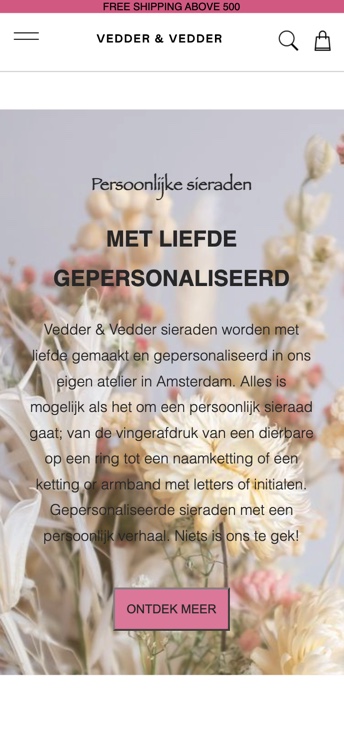 FREE SHIPPING ABOVE 500
VEDDER & VEDDER
Persoonlijke sieraden
MET LIEFDE
GEPERSONALISEERD
Vedder & Vedder sieraden worden met
liefde gemaakt en gepersonaliseerd in ons
eigen atelier in Amsterdam. Alles is
mogelijk als het om een persoonlijk sieraad
gaat; van de vingerafdruk van een dierbare
op een ring tot een naamketting of een
ketting or armband met letters of initialen.
Gepersonaliseerde sieraden met een
persoonlijk verhaal. Niets is ons te gek!
ONTDEK MEER